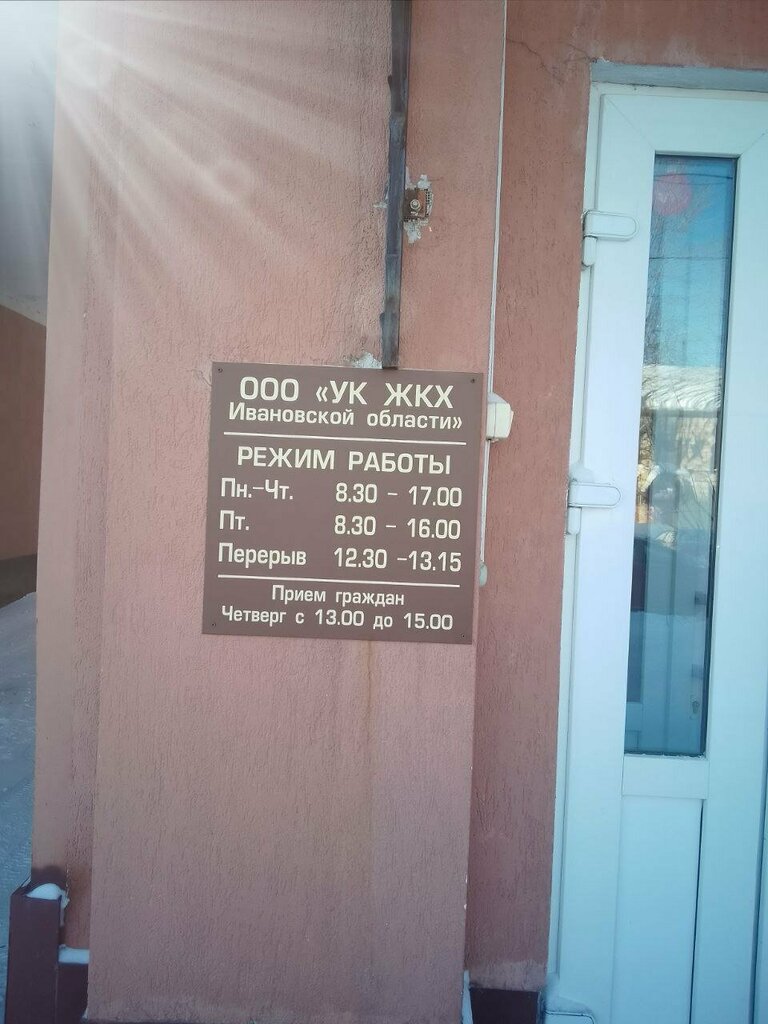 ООО «УК ЖКХ
Ивановской области»
РЕЖИМ РАБОТЫ
Пн.-Чт. 8.30 - 17.00
Пт. 8.30 - 16.00
Перерыв 12.30 -13.15
Прием граждан
Четверг с 13.00 до 15.00